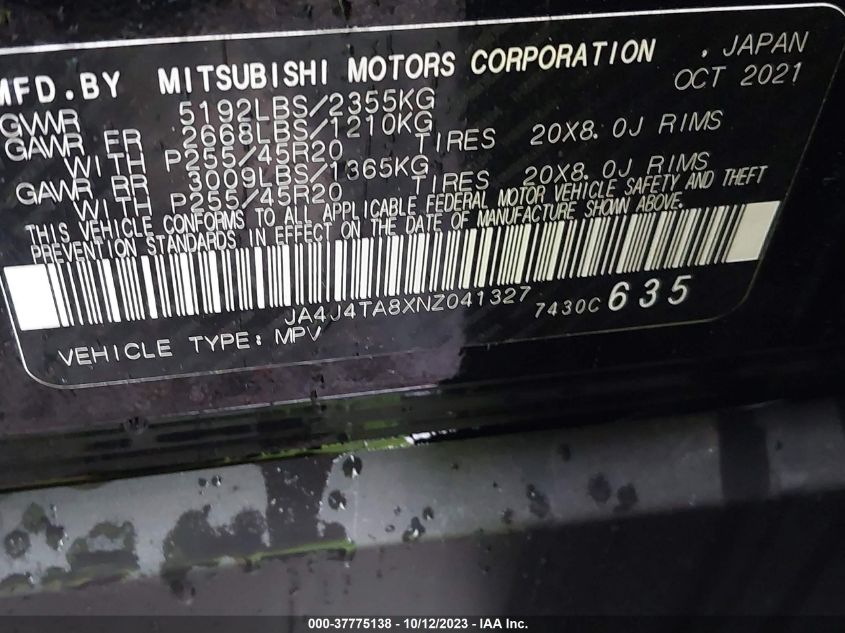 MFD.BY MITSUBISHI MOTORS CORPORATION , JAPAN
OCT 2021
GVWR 5192LBS/2355KG
GAWR FR 2668LBS/1210KG
WITH P255/45R20 TIRES 20X8.0J RIMS
GAWR RR 3009LBS/1365KG
WITH P255/45R20 TIRES 20X8.0J RIMS
THIS VEHICLE CONFORMS TO ALL APPLICABLE FEDERAL MOTOR VEHICLE SAFETY AND THEFT
PREVENTION STANDARDS IN EFFECT ON THE DATE OF MANUFACTURE SHOWN ABOVE.
JA4J4TA8XNZ041327 7430C 635
VEHICLE TYPE: MPV
000-37775138 - 10/12/2023 - IAA Inc.